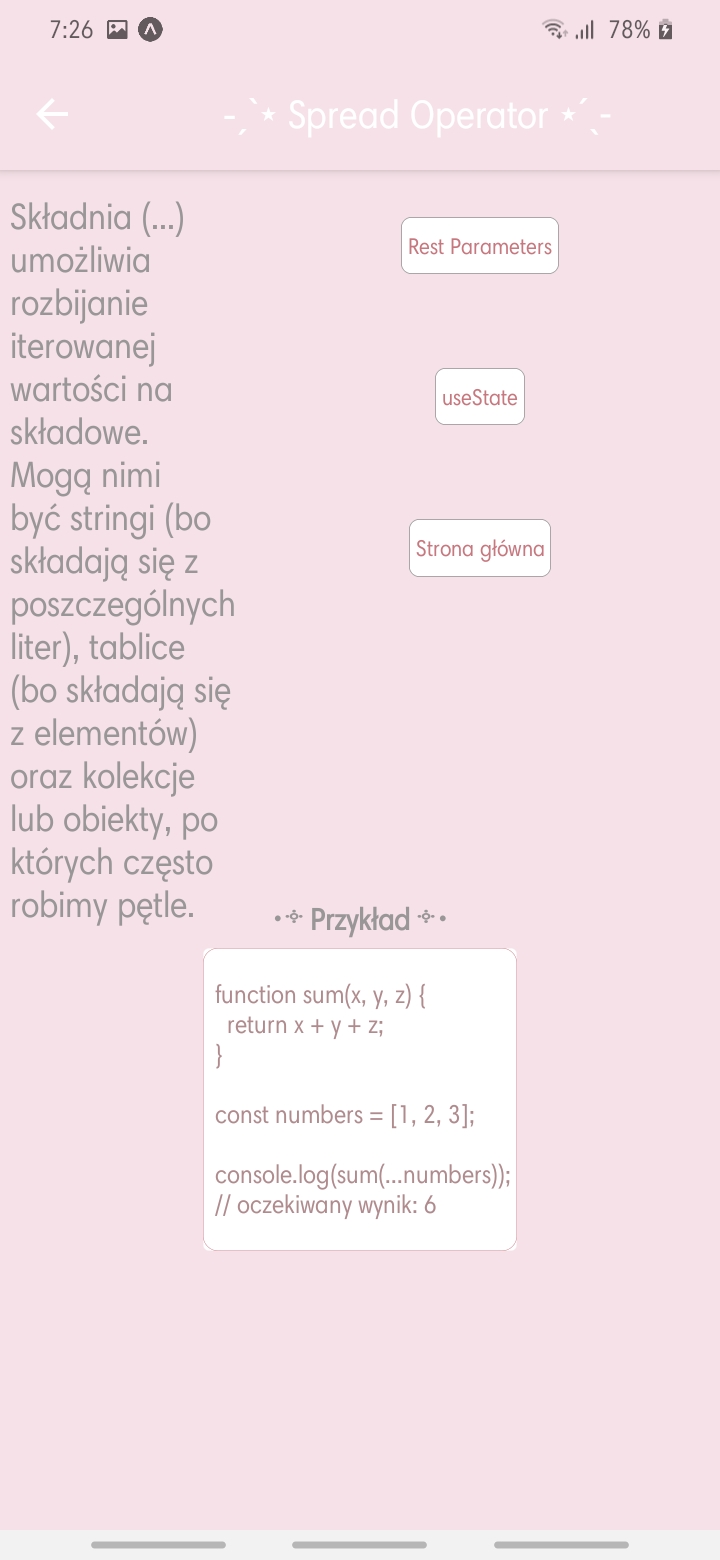 7:26
78%
-ˏˋ⋆ Spread Operator ⋆ˊˎ-
Składnia (...)
umożliwia
rozbijanie
iterowanej
wartości na
składowe.
Mogą nimi
być stringi (bo
składają się z
poszczególnych
liter), tablice
(bo składają się
z elementów)
oraz kolekcje
lub obiekty, po
których często
robimy pętle.
Rest Parameters
useState
Strona główna
•༓ Przykład ༓•
function sum(x, y, z) {
  return x + y + z;
}
const numbers = [1, 2, 3];
console.log(sum(...numbers));
// oczekiwany wynik: 6